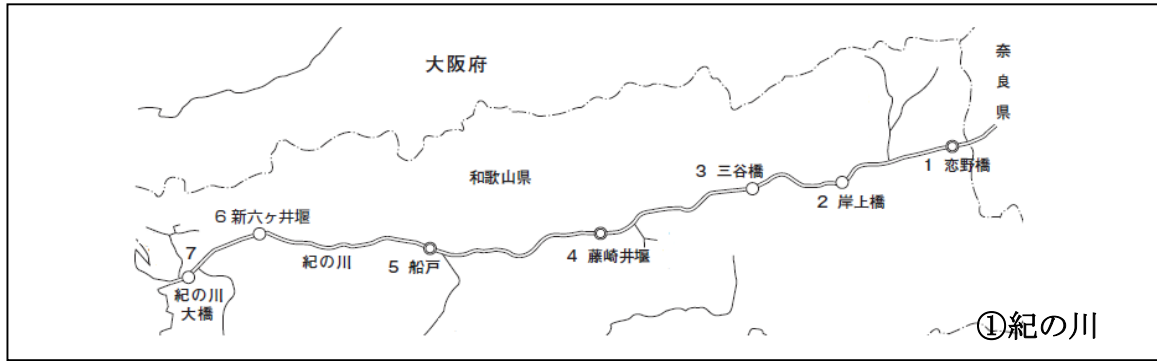 大阪府
奈良県
和歌山県
1 恋野橋
2 岸上橋
3 三谷橋
4 藤崎井堰
5 船戸
紀の川
6 新六ヶ井堰
7
紀の川
大橋
①紀の川